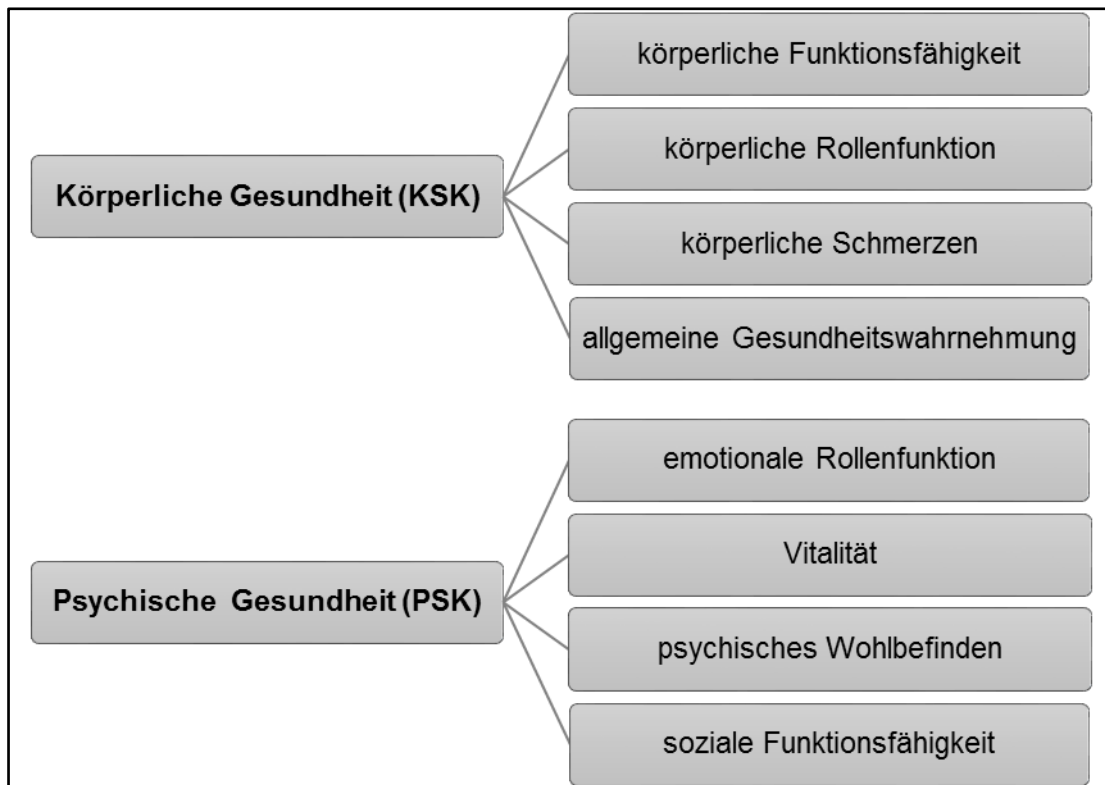 Körperliche Gesundheit (KSK)
körperliche Funktionsfähigkeit
körperliche Rollenfunktion
körperliche Schmerzen
allgemeine Gesundheitswahrnehmung
Psychische Gesundheit (PSK)
emotionale Rollenfunktion
Vitalität
psychisches Wohlbefinden
soziale Funktionsfähigkeit